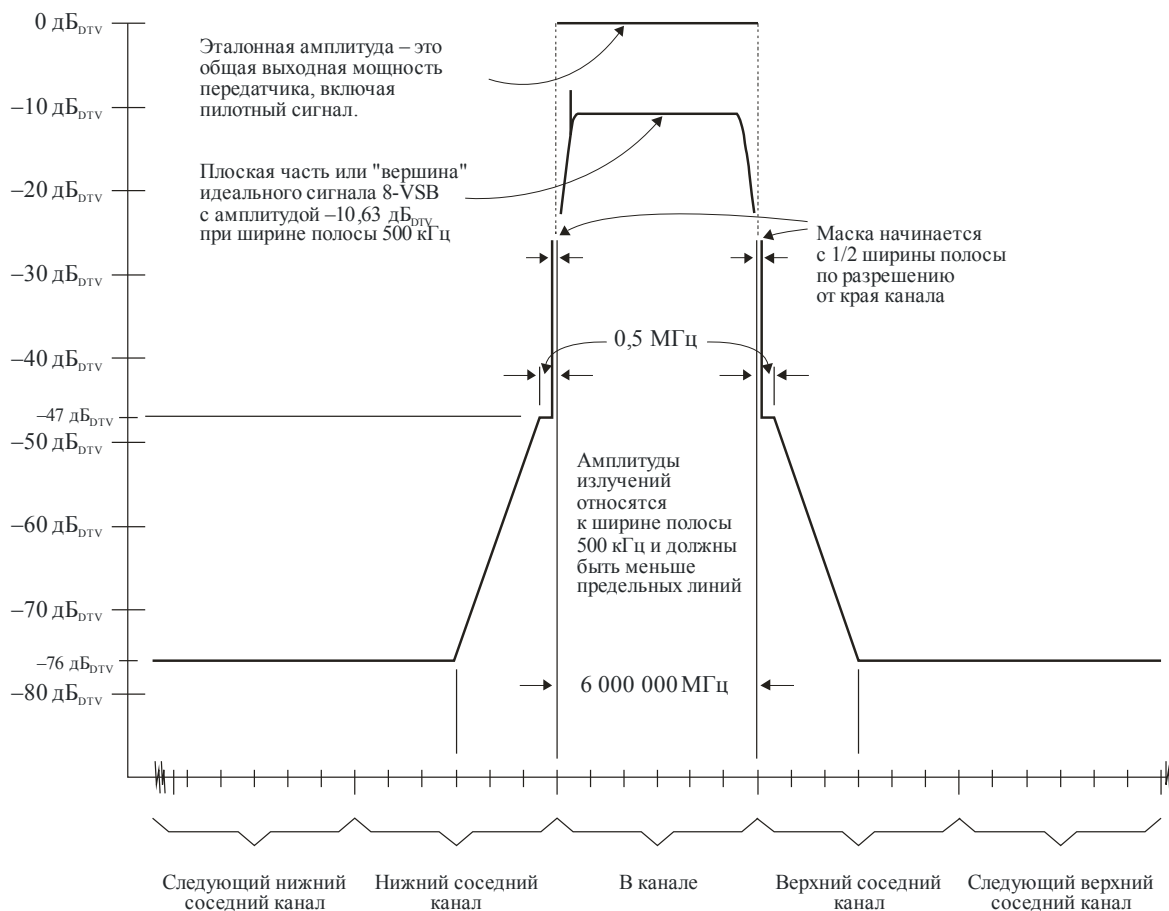 0 дБDTV
Эталонная амплитуда – это
общая выходная мощность
передатчика, включая
пилотный сигнал.
–10 дБDTV
Плоская часть или "вершина"
идеального сигнала 8-VSB
с амплитудой –10,63 дБDTV
при ширине полосы 500 кГц
–20 дБDTV
Маска начинается
с 1/2 ширины полосы
по разрешению
от края канала
–30 дБDTV
0,5 МГц
–40 дБDTV
–47 дБDTV
–50 дБDTV
Амплитуды
излучений
относятся
к ширине полосы
500 кГц и должны
быть меньше
предельных линий
–60 дБDTV
–70 дБDTV
–76 дБDTV
–80 дБDTV
6 000 000 МГц
Следующий нижний
соседний канал
Нижний соседний
канал
В канале
Верхний соседний
канал
Следующий верхний
соседний канал